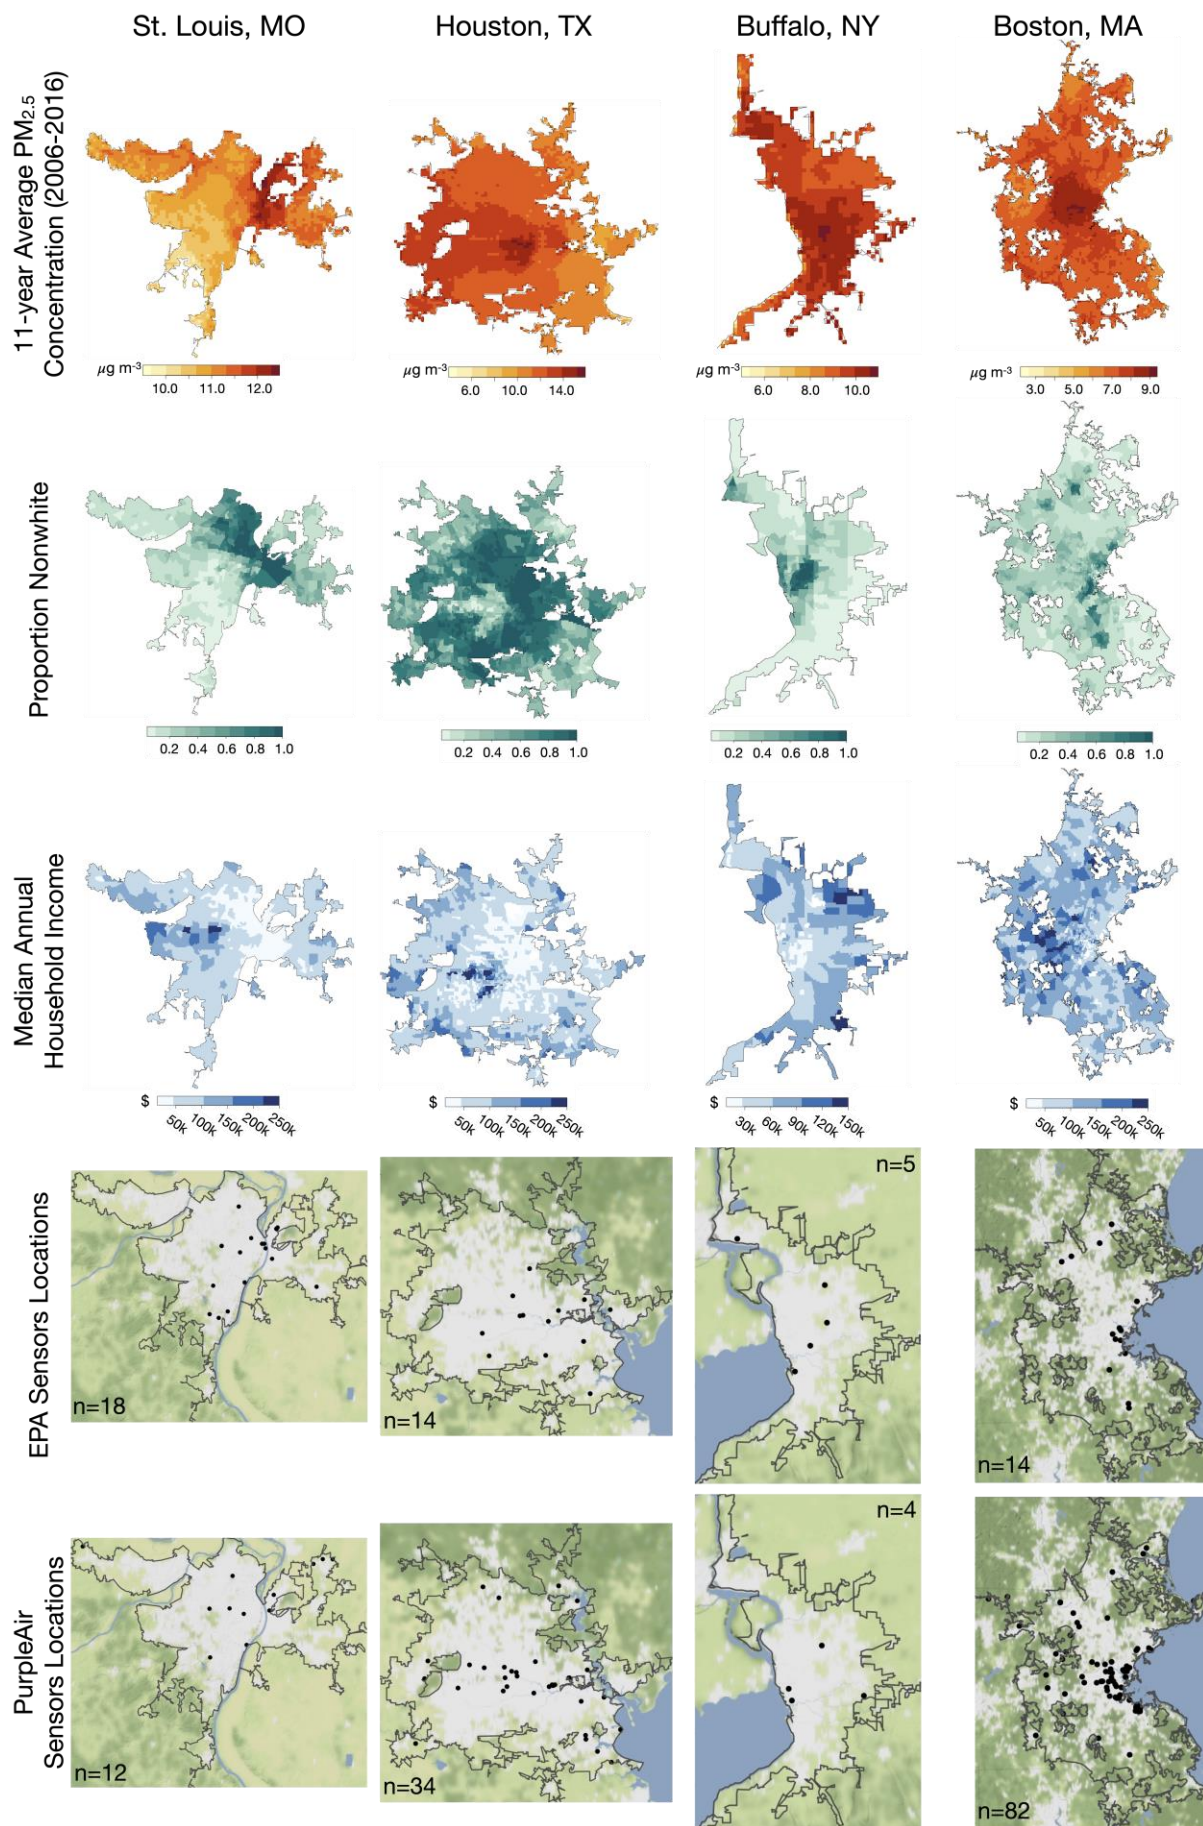 St. Louis, MO
Houston, TX
Buffalo, NY
Boston, MA
11-year Average PM2.5
Concentration (2006-2016)
μg m-3
10.0 11.0 12.0
μg m-3
6.0 10.0 14.0
μg m-3
6.0 8.0 10.0
μg m-3
3.0 5.0 7.0 9.0
Proportion Nonwhite
0.2 0.4 0.6 0.8 1.0
0.2 0.4 0.6 0.8 1.0
0.2 0.4 0.6 0.8 1.0
0.2 0.4 0.6 0.8 1.0
Median Annual
Household Income
$
50k 100k 150k 200k 250k
$
50k 100k 150k 200k 250k
$
30k 60k 90k 120k 150k
$
50k 100k 150k 200k 250k
EPA Sensors Locations
n=18
n=14
n=5
n=14
PurpleAir
Sensors Locations
n=12
n=34
n=4
n=82